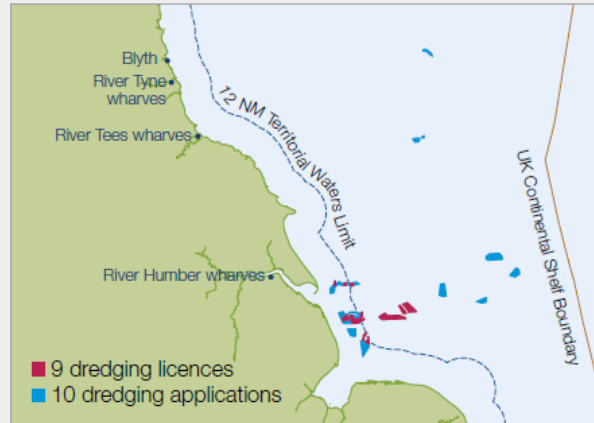 Blyth
River Tyne
wharves
River Tees wharves
12 NM Territorial Waters Limit
UK Continental Shelf Boundary
River Humber wharves
9 dredging licences
10 dredging applications